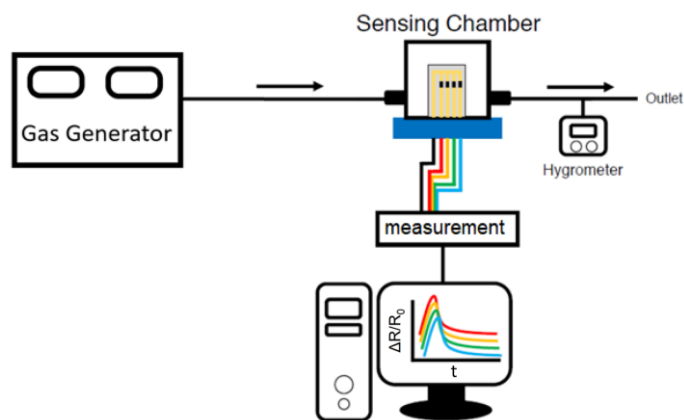 Sensing Chamber
Gas Generator
Outlet
Hygrometer
measurement
ΔR/R₀
t